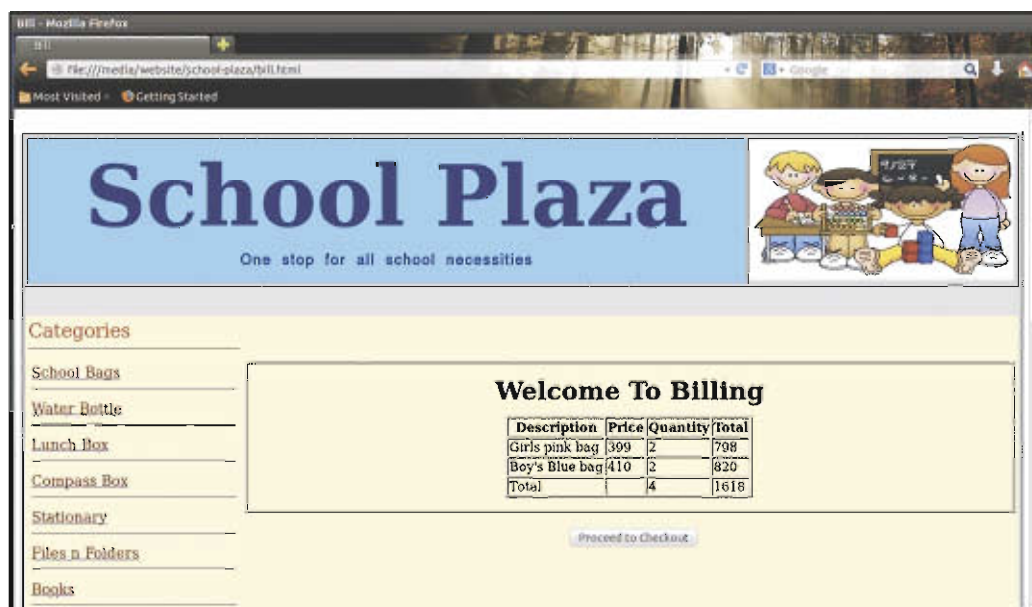 Bill - Mozilla Firefox
Bill
file:///media/website/school-plaza/bill.html
Google
Most Visited
Getting Started
School Plaza
One stop for all school necessities
Categories
School Bags
Water Bottle
Lunch Box
Compass Box
Stationary
Files n Folders
Books
Welcome To Billing
Description Price Quantity Total
Girls pink bag 399 2 798
Boy's Blue bag 410 2 820
Total 4 1618
Proceed to Checkout